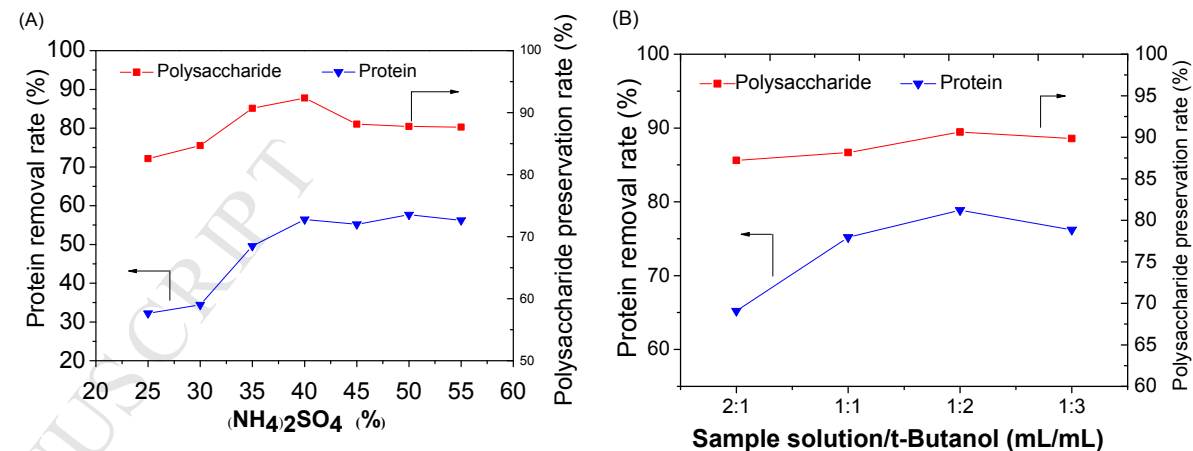 (A)
Polysaccharide Protein
Protein removal rate (%)
100
90
80
70
60
50
40
30
20
Polysaccharide preservation rate (%)
100
90
80
70
60
50
20 25 30 35 40 45 50 55 60
(NH4)2SO4 (%)
USCRIPT
(B)
Polysaccharide Protein
Protein removal rate (%)
100
90
80
70
60
Polysaccharide preservation rate (%)
100
95
90
85
80
75
70
65
60
2:1 1:1 1:2 1:3
Sample solution/t-Butanol (mL/mL)